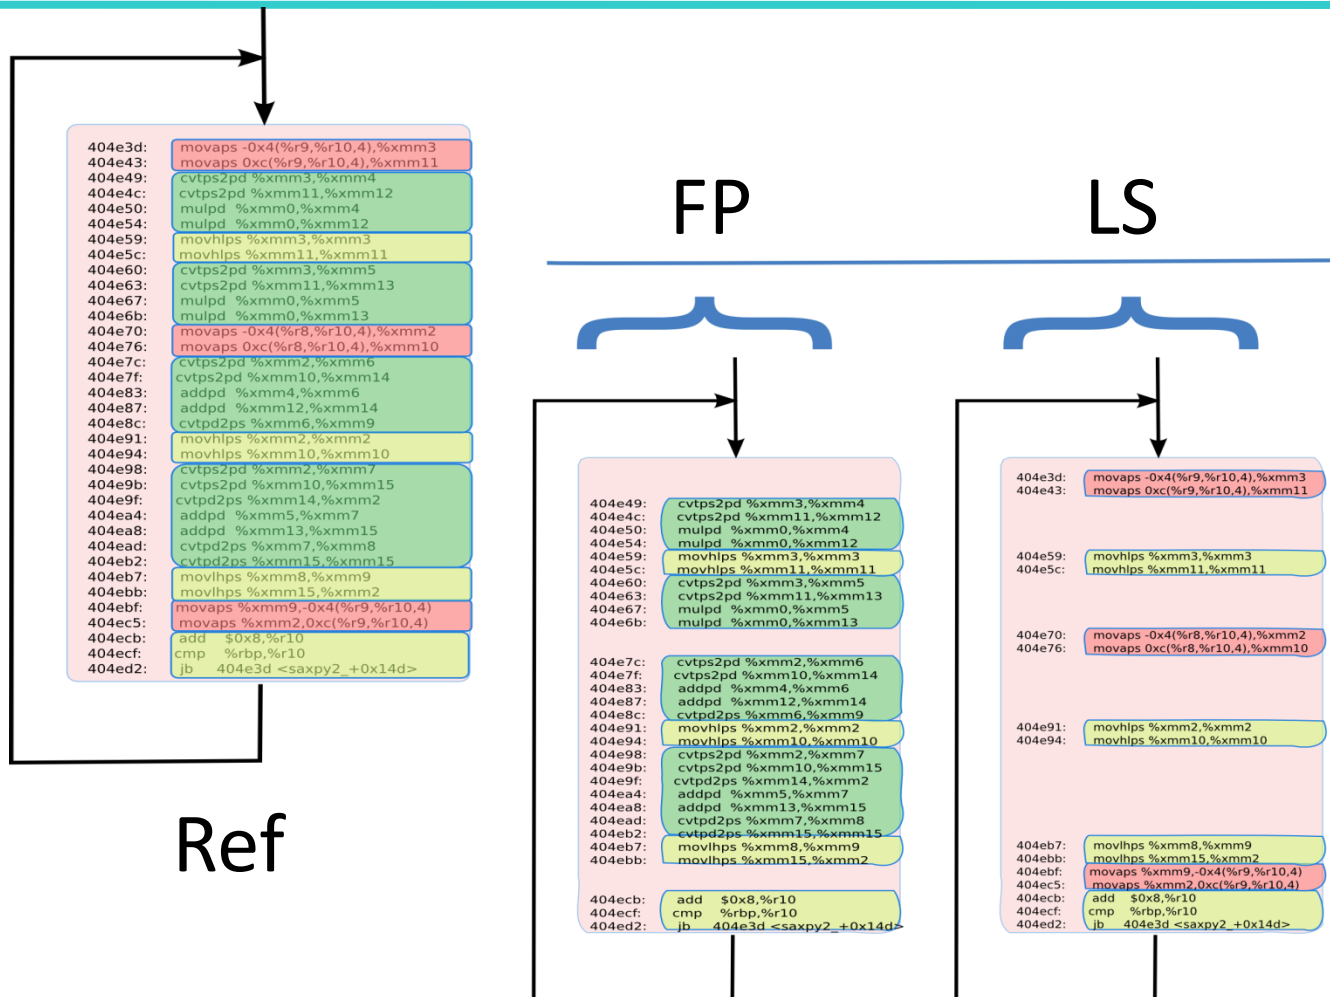 404e3d: movaps -0x4(%r9,%r10,4),%xmm3
404e43: movaps 0xc(%r9,%r10,4),%xmm11
404e49: cvtps2pd %xmm3,%xmm4
404e4c: cvtps2pd %xmm11,%xmm12
404e50: mulpd %xmm0,%xmm4
404e54: mulpd %xmm0,%xmm12
404e59: movhlps %xmm3,%xmm3
404e5c: movhlps %xmm11,%xmm11
404e60: cvtps2pd %xmm3,%xmm5
404e63: cvtps2pd %xmm11,%xmm13
404e67: mulpd %xmm0,%xmm5
404e6b: mulpd %xmm0,%xmm13
404e70: movaps -0x4(%r8,%r10,4),%xmm2
404e76: movaps 0xc(%r8,%r10,4),%xmm10
404e7c: cvtps2pd %xmm2,%xmm6
404e7f: cvtps2pd %xmm10,%xmm14
404e83: addpd %xmm4,%xmm6
404e87: addpd %xmm12,%xmm14
404e8c: cvtpd2ps %xmm6,%xmm9
404e91: movhlps %xmm2,%xmm2
404e94: movhlps %xmm10,%xmm10
404e98: cvtps2pd %xmm2,%xmm7
404e9b: cvtps2pd %xmm10,%xmm15
404e9f: cvtpd2ps %xmm14,%xmm2
404ea4: addpd %xmm5,%xmm7
404ea8: addpd %xmm13,%xmm15
404ead: cvtpd2ps %xmm7,%xmm8
404eb2: cvtpd2ps %xmm15,%xmm15
404eb7: movlhps %xmm8,%xmm9
404ebb: movlhps %xmm15,%xmm2
404ebf: movaps %xmm9,-0x4(%r9,%r10,4)
404ec5: movaps %xmm2,0xc(%r9,%r10,4)
404ecb: add $0x8,%r10
404ecf: cmp %rbp,%r10
404ed2: jb 404e3d <saxpy2_+0x14d>
Ref
FP
404e49: cvtps2pd %xmm3,%xmm4
404e4c: cvtps2pd %xmm11,%xmm12
404e50: mulpd %xmm0,%xmm4
404e54: mulpd %xmm0,%xmm12
404e59: movhlps %xmm3,%xmm3
404e5c: movhlps %xmm11,%xmm11
404e60: cvtps2pd %xmm3,%xmm5
404e63: cvtps2pd %xmm11,%xmm13
404e67: mulpd %xmm0,%xmm5
404e6b: mulpd %xmm0,%xmm13
404e7c: cvtps2pd %xmm2,%xmm6
404e7f: cvtps2pd %xmm10,%xmm14
404e83: addpd %xmm4,%xmm6
404e87: addpd %xmm12,%xmm14
404e8c: cvtpd2ps %xmm6,%xmm9
404e91: movhlps %xmm2,%xmm2
404e94: movhlps %xmm10,%xmm10
404e98: cvtps2pd %xmm2,%xmm7
404e9b: cvtps2pd %xmm10,%xmm15
404e9f: cvtpd2ps %xmm14,%xmm2
404ea4: addpd %xmm5,%xmm7
404ea8: addpd %xmm13,%xmm15
404ead: cvtpd2ps %xmm7,%xmm8
404eb2: cvtpd2ps %xmm15,%xmm15
404eb7: movlhps %xmm8,%xmm9
404ebb: movlhps %xmm15,%xmm2
404ecb: add $0x8,%r10
404ecf: cmp %rbp,%r10
404ed2: jb 404e3d <saxpy2_+0x14d>
LS
404e3d: movaps -0x4(%r9,%r10,4),%xmm3
404e43: movaps 0xc(%r9,%r10,4),%xmm11
404e59: movhlps %xmm3,%xmm3
404e5c: movhlps %xmm11,%xmm11
404e70: movaps -0x4(%r8,%r10,4),%xmm2
404e76: movaps 0xc(%r8,%r10,4),%xmm10
404e91: movhlps %xmm2,%xmm2
404e94: movhlps %xmm10,%xmm10
404eb7: movlhps %xmm8,%xmm9
404ebb: movlhps %xmm15,%xmm2
404ebf: movaps %xmm9,-0x4(%r9,%r10,4)
404ec5: movaps %xmm2,0xc(%r9,%r10,4)
404ecb: add $0x8,%r10
404ecf: cmp %rbp,%r10
404ed2: jb 404e3d <saxpy2_+0x14d>